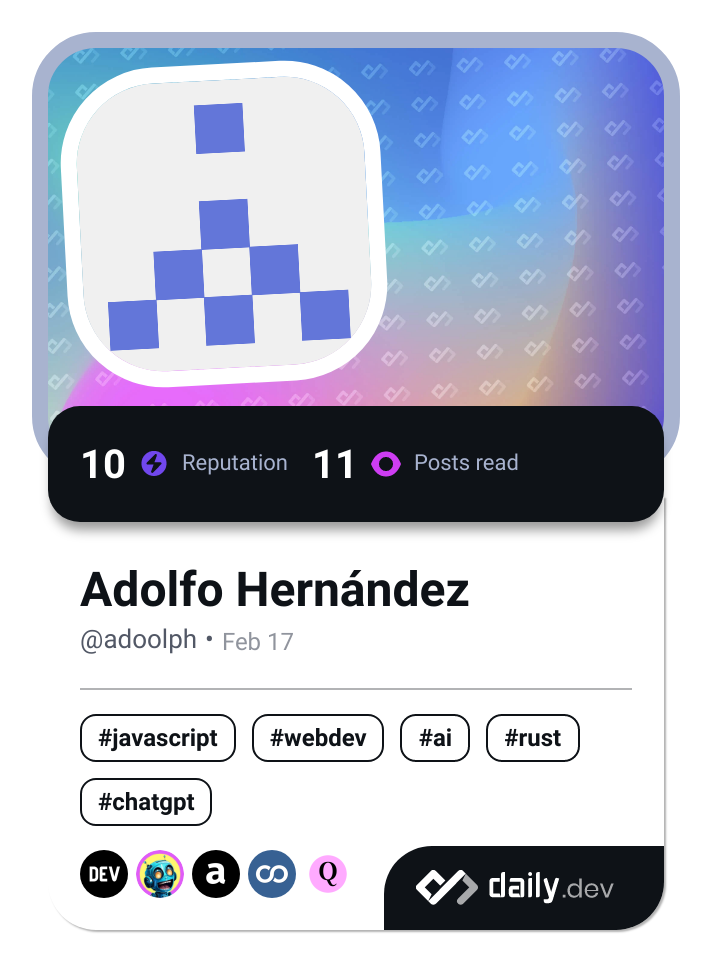 10 Reputation 11 Posts read
Adolfo Hernández
@adoolph • Feb 17
#javascript #webdev #ai #rust
#chatgpt
DEV a Q
daily.dev